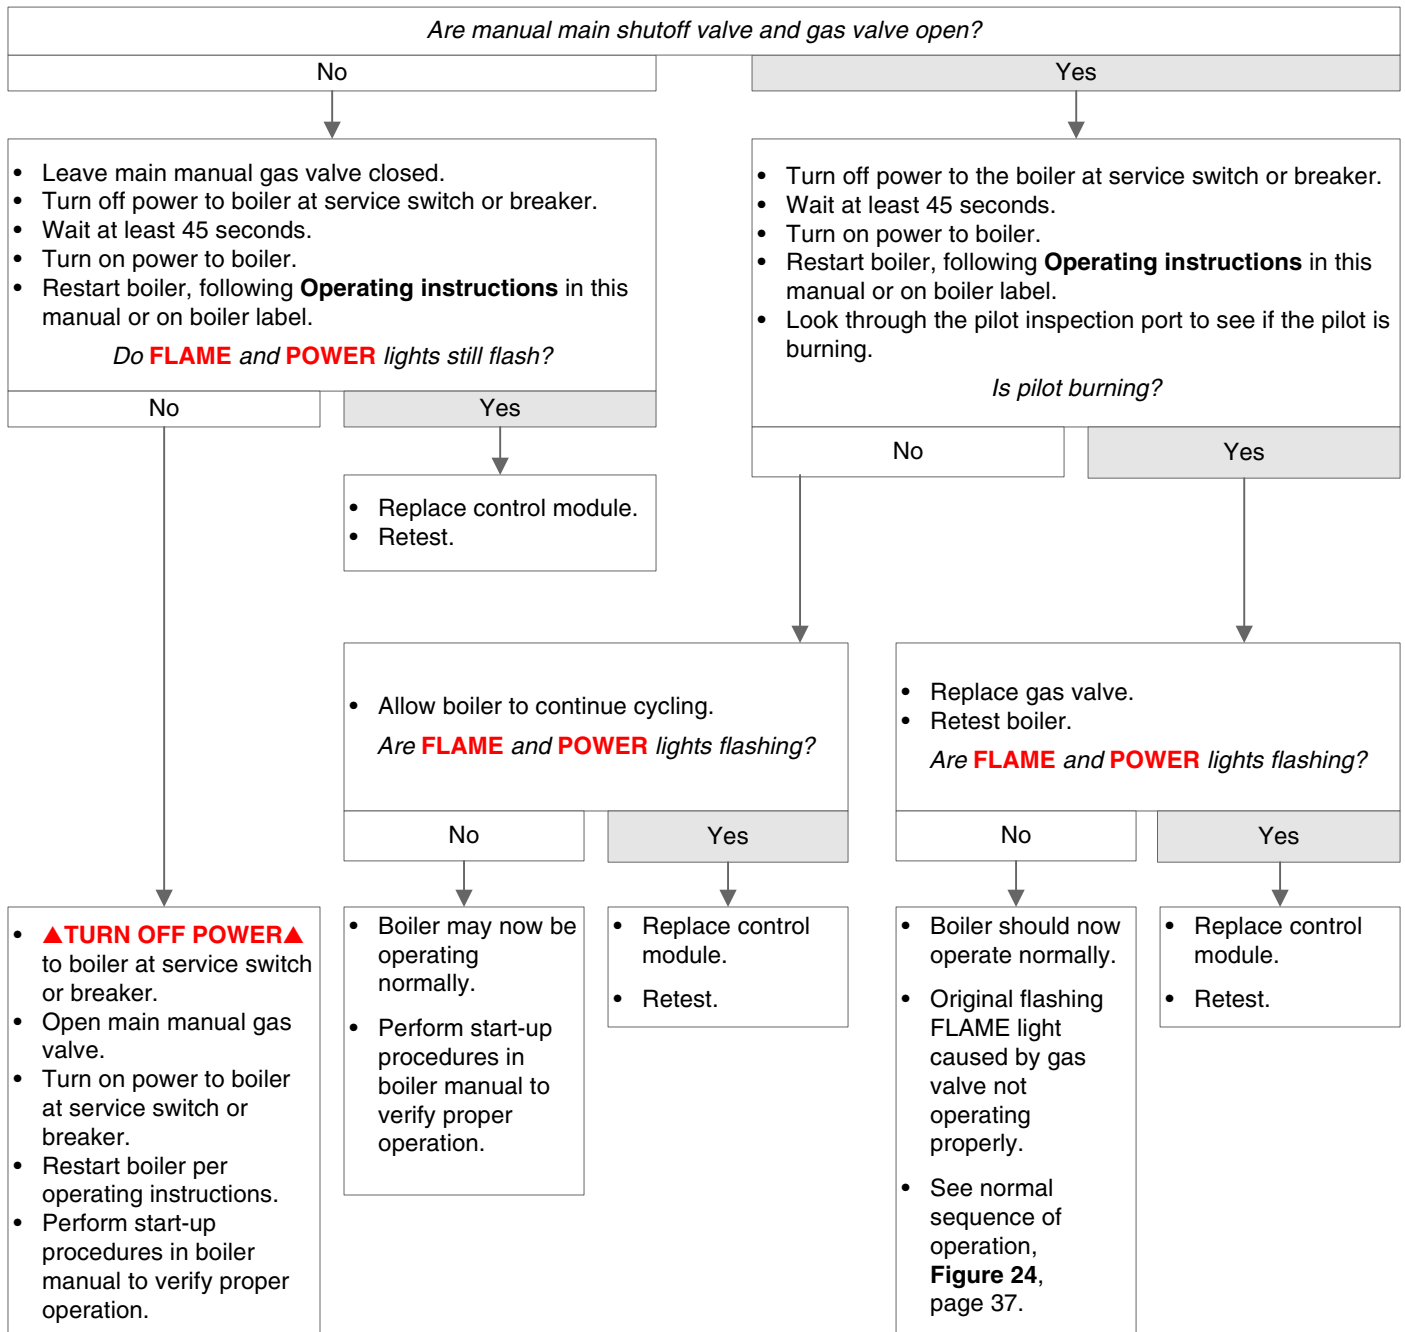 Are manual main shutoff valve and gas valve open?
No
Yes
• Leave main manual gas valve closed.
• Turn off power to boiler at service switch or breaker.
• Wait at least 45 seconds.
• Turn on power to boiler.
• Restart boiler, following Operating instructions in this
manual or on boiler label.
Do FLAME and POWER lights still flash?
No
Yes
• Turn off power to the boiler at service switch or breaker.
• Wait at least 45 seconds.
• Turn on power to boiler.
• Restart boiler, following Operating instructions in this
manual or on boiler label.
• Look through the pilot inspection port to see if the pilot is
burning.
Is pilot burning?
No
Yes
• Replace control module.
• Retest.
• Allow boiler to continue cycling.
Are FLAME and POWER lights flashing?
No
Yes
• Replace gas valve.
• Retest boiler.
Are FLAME and POWER lights flashing?
No
Yes
• ▲TURN OFF POWER▲
to boiler at service switch
or breaker.
• Open main manual gas
valve.
• Turn on power to boiler
at service switch or
breaker.
• Restart boiler per
operating instructions.
• Perform start-up
procedures in boiler
manual to verify proper
operation.
• Boiler may now be
operating
normally.
• Perform start-up
procedures in
boiler manual to
verify proper
operation.
• Replace control
module.
• Retest.
• Boiler should now
operate normally.
• Original flashing
FLAME light
caused by gas
valve not
operating
properly.
• See normal
sequence of
operation,
Figure 24,
page 37.
• Replace control
module.
• Retest.